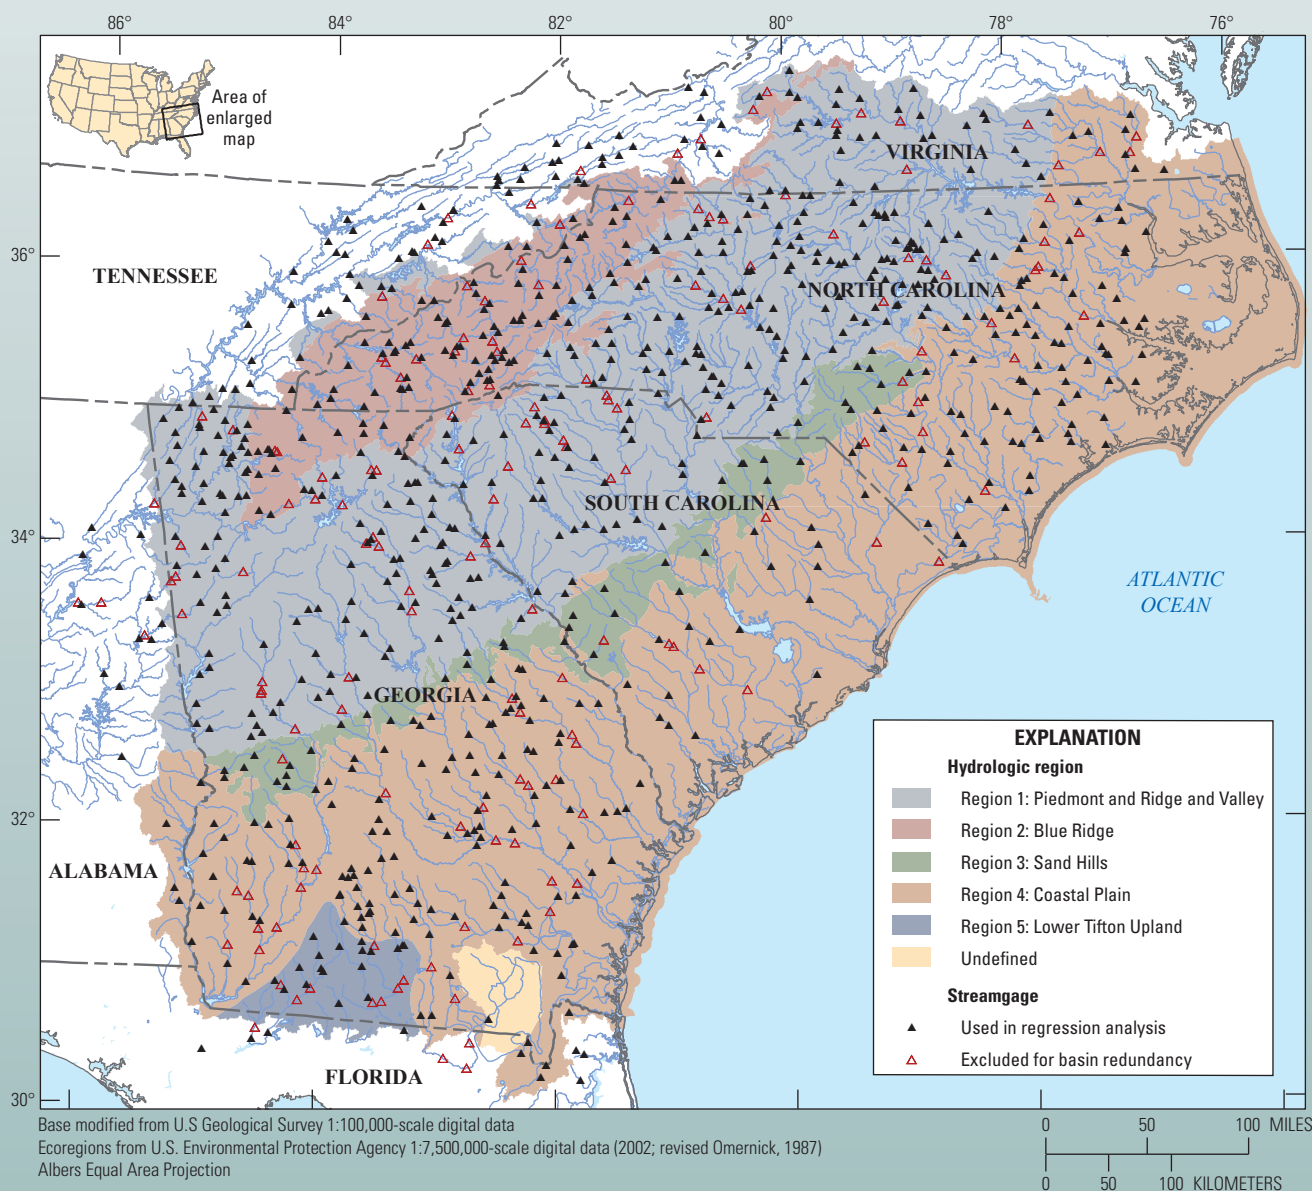 86°
84°
82°
80°
78°
76°
Area of
enlarged
map
VIRGINIA
36°
TENNESSEE
NORTH CAROLINA
SOUTH CAROLINA
34°
ATLANTIC
OCEAN
GEORGIA
32°
ALABAMA
FLORIDA
30°
EXPLANATION
Hydrologic region
Region 1: Piedmont and Ridge and Valley
Region 2: Blue Ridge
Region 3: Sand Hills
Region 4: Coastal Plain
Region 5: Lower Tifton Upland
Undefined
Streamgage
Used in regression analysis
Excluded for basin redundancy
Base modified from U.S Geological Survey 1:100,000-scale digital data
Ecoregions from U.S. Environmental Protection Agency 1:7,500,000-scale digital data (2002; revised Omernick, 1987)
Albers Equal Area Projection
0 50 100 MILES
0 50 100 KILOMETERS